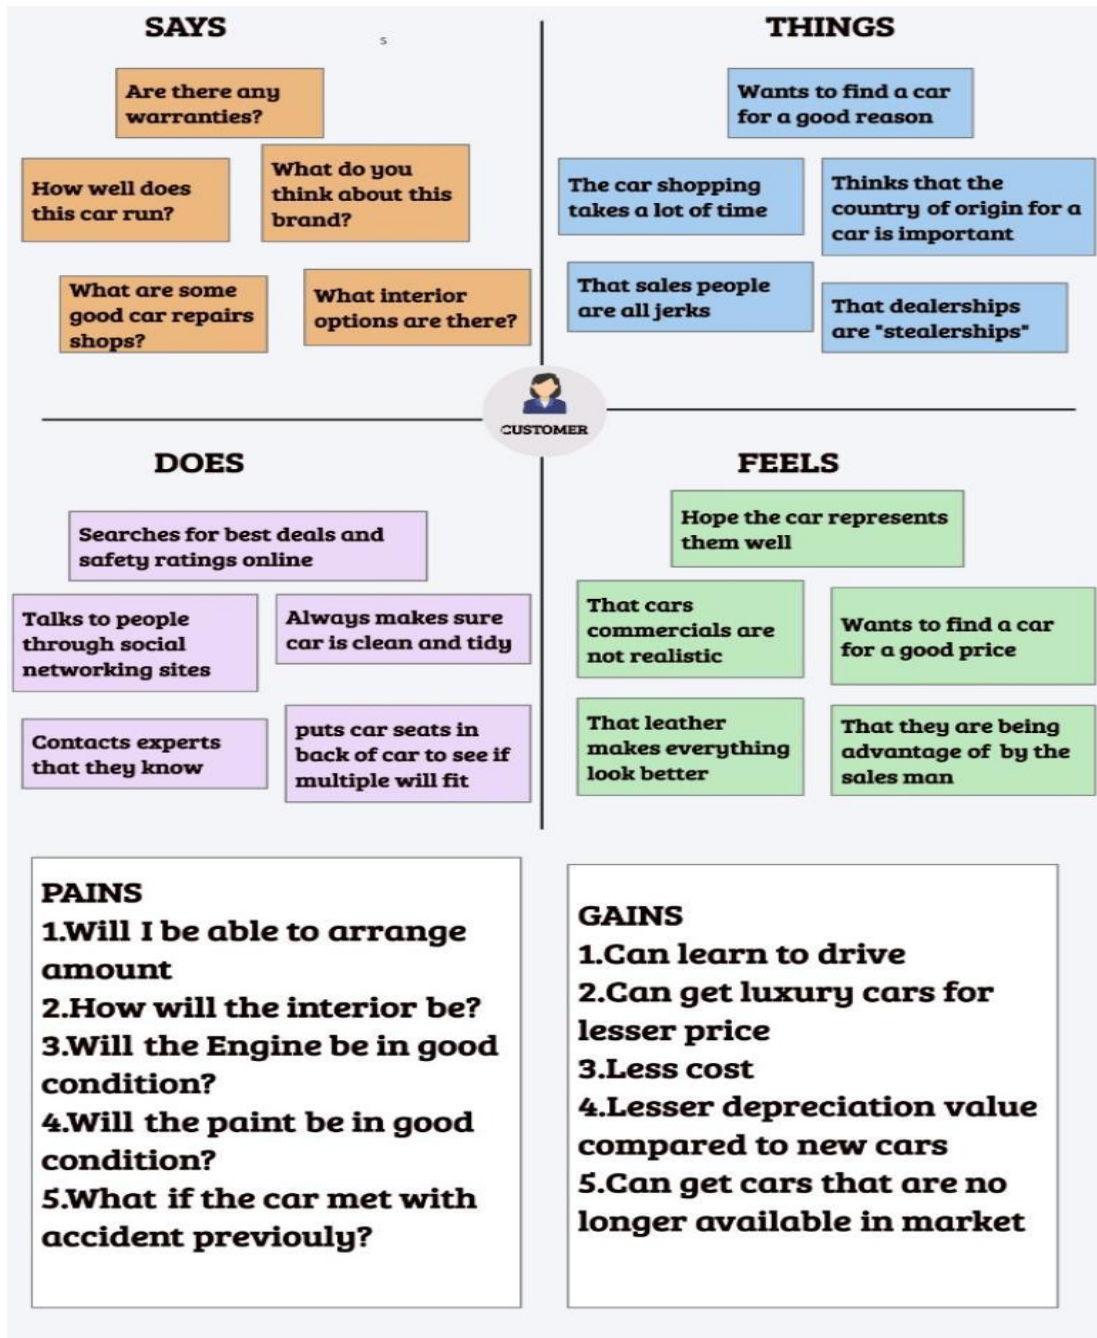 SAYS
s
Are there any
warranties?
How well does
this car run?
What do you
think about this
brand?
What are some
good car repairs
shops?
What interior
options are there?
THINGS
Wants to find a car
for a good reason
The car shopping
takes a lot of time
Thinks that the
country of origin for a
car is important
That sales people
are all jerks
That dealerships
are "stealerships"
CUSTOMER
DOES
Searches for best deals and
safety ratings online
Talks to people
through social
networking sites
Always makes sure
car is clean and tidy
Contacts experts
that they know
puts car seats in
back of car to see if
multiple will fit
FEELS
Hope the car represents
them well
That cars
commercials are
not realistic
Wants to find a car
for a good price
That leather
makes everything
look better
That they are being
advantage of by the
sales man
PAINS
1.Will I be able to arrange
amount
2.How will the interior be?
3.Will the Engine be in good
condition?
4.Will the paint be in good
condition?
5.What if the car met with
accident previouly?
GAINS
1.Can learn to drive
2.Can get luxury cars for
lesser price
3.Less cost
4.Lesser depreciation value
compared to new cars
5.Can get cars that are no
longer available in market